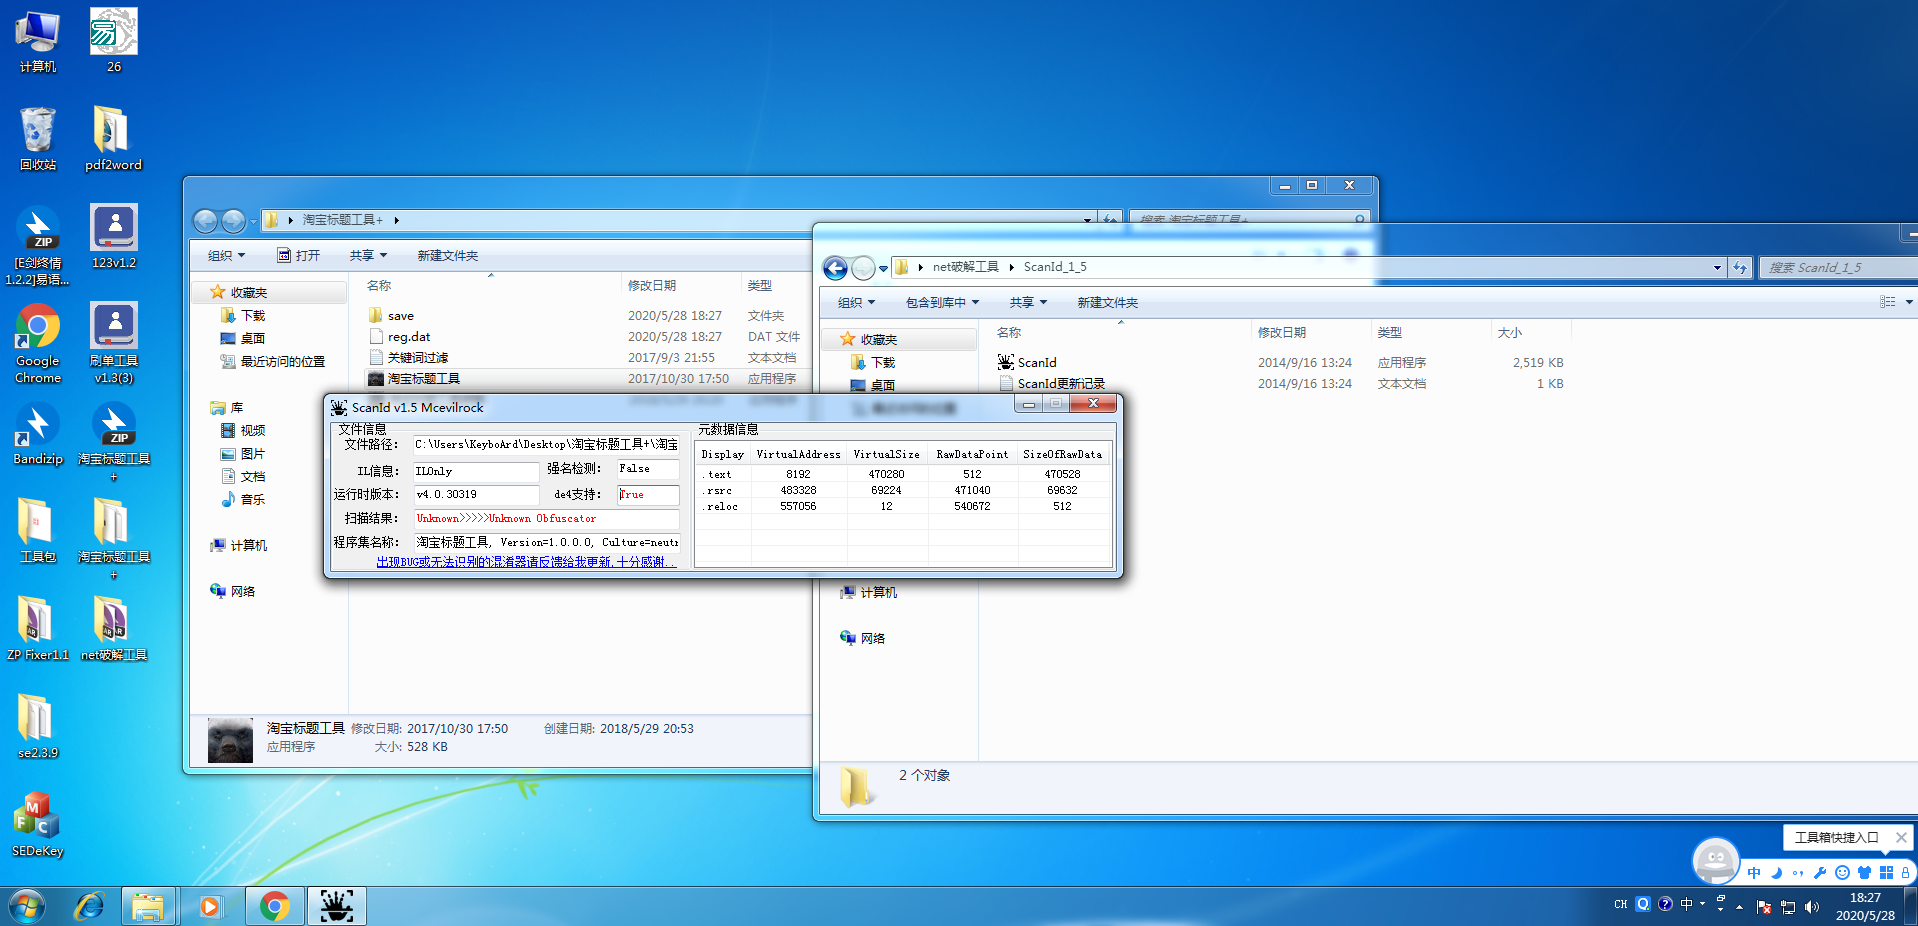 计算机
26
回收站
pdf2word
[E剑终情
1.2.2]易语...
123v1.2
Google
Chrome
刷单工具
v1.3(3)
Bandizip
淘宝标题工具
+
工具包
淘宝标题工具
+
ZP Fixer1.1
net破解工具
se2.3.9
SEDeKey
淘宝标题工具+
搜索 淘宝标题工具+
组织
打开
共享
新建文件夹
名称
修改日期
类型
收藏夹
下载
桌面
最近访问的位置
库
视频
图片
文档
音乐
计算机
网络
save
2020/5/28 18:27
文件夹
reg.dat
2020/5/28 18:27
DAT 文件
关键词过滤
2017/9/3 21:55
文本文档
淘宝标题工具
2017/10/30 17:50
应用程序
淘宝标题工具 修改日期: 2017/10/30 17:50 创建日期: 2018/5/29 20:53
应用程序 大小: 528 KB
net破解工具
ScanId_1_5
搜索 ScanId_1_5
组织
包含到库中
共享
新建文件夹
名称
修改日期
类型
大小
收藏夹
下载
桌面
计算机
网络
ScanId
2014/9/16 13:24
应用程序
2,519 KB
ScanId更新记录
2014/9/16 13:24
文本文档
1 KB
2 个对象
ScanId v1.5 Mcevilrock
文件信息
文件路径: C:\Users\KeyboArd\Desktop\淘宝标题工具+\淘宝
IL信息: ILOnly 强名检测: False
运行时版本: v4.0.30319 de4支持: True
扫描结果: Unknown>>>>>Unknown Obfuscator
程序集名称: 淘宝标题工具, Version=1.0.0.0, Culture=neutr
出现BUG或无法识别的混淆器请反馈给我更新,十分感谢..
元数据信息
Display VirtualAddress VirtualSize RawDataPoint SizeOfRawData
.text 8192 470280 512 470528
.rsrc 483328 69224 471040 69632
.reloc 557056 12 540672 512
工具箱快捷入口
中
CH
中
18:27
2020/5/28